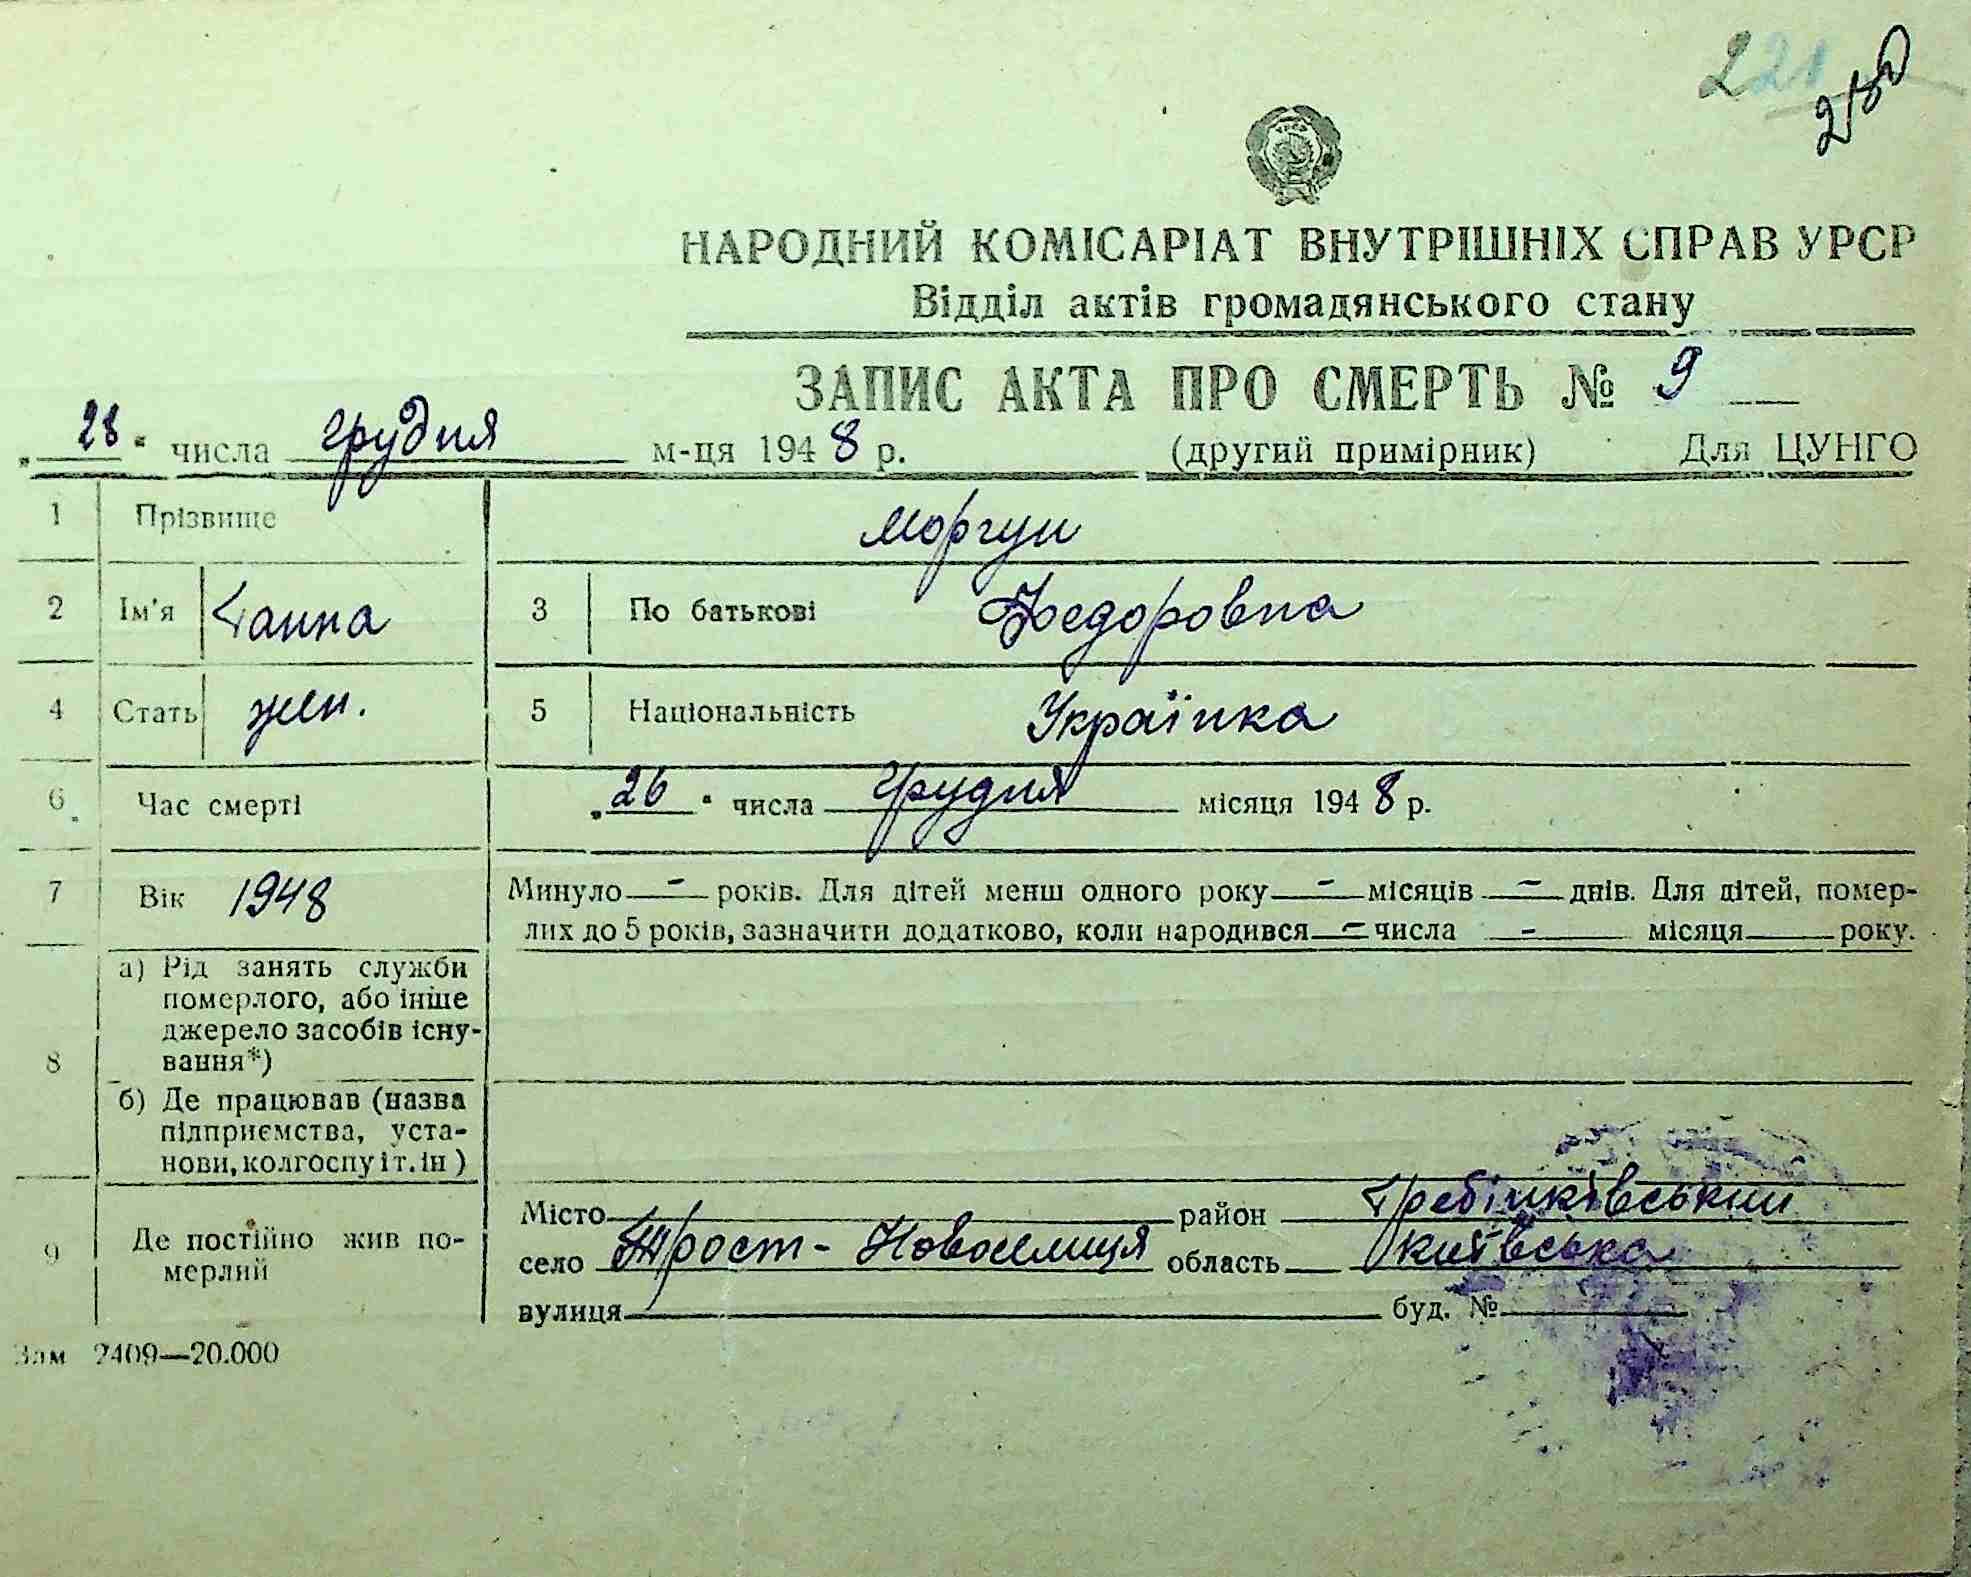 221
2180
НАРОДНИЙ КОМІСАРІАТ ВНУТРІШНІХ СПРАВ УРСР
Відділ актів громадянського стану
ЗАПИС АКТА ПРО СМЕРТЬ № 9
„28“ числа грудня м-ця 1948 р. (другий примірник) Для ЦУНГО
1 Прізвище Моргун
2 Ім'я Ганна 3 По батькові Федоровна
4 Стать жен. 5 Національність Українка
6 Час смерті „26“ числа грудня місяця 1948 р.
7 Вік 1948 Минуло — років. Для дітей менш одного року — місяців — днів. Для дітей, помер-
лих до 5 років, зазначити додатково, коли народився — числа — місяця року.
а) Рід занять служби
померлого, або інше
джерело засобів існу-
8 вання*)
б) Де працював (назва
підприємства, уста-
нови, колгоспу і т. ін)
Місто район Гребінківський
9 Де постійно жив по-
мерлий
село Трост-Новоселиця область Київська
вулиця буд. №
Зам 2409—20.000